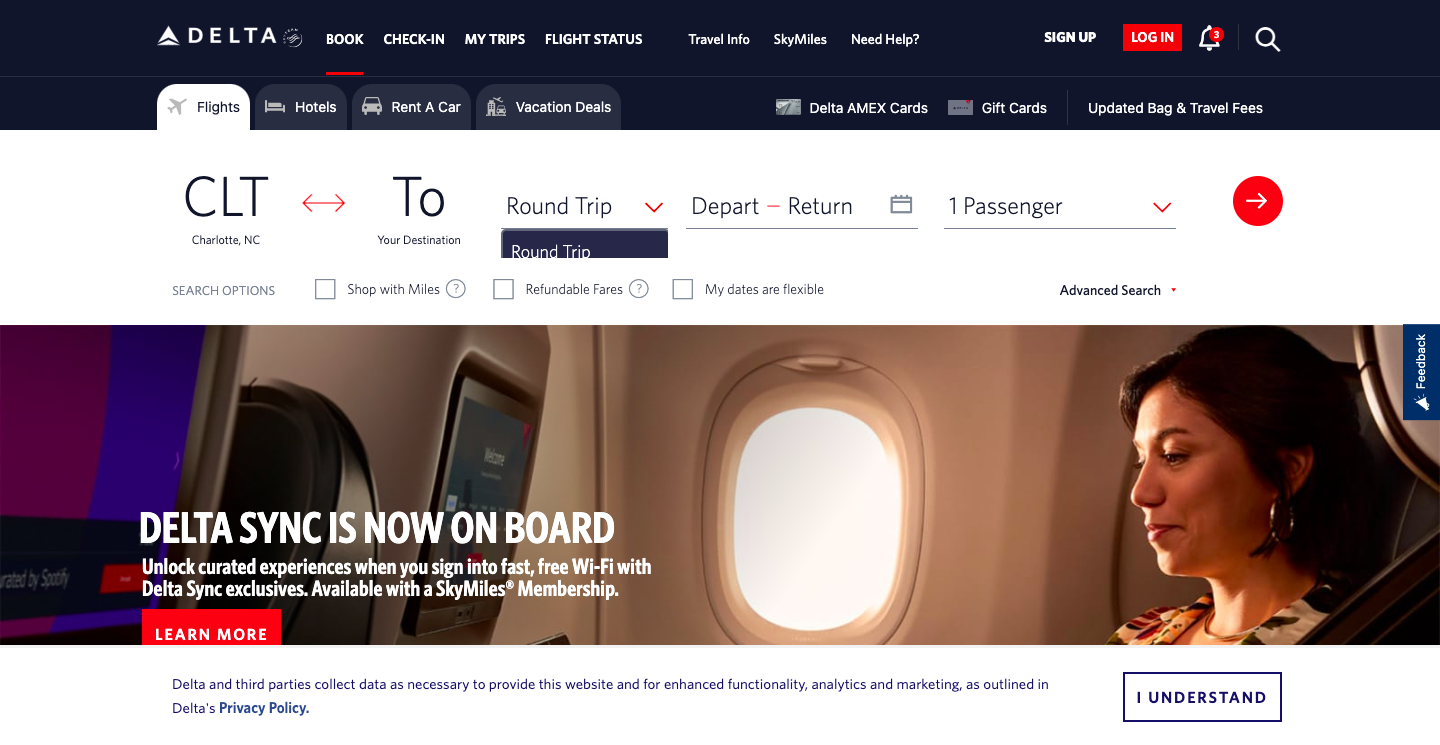 DELTA
BOOK
CHECK-IN
MY TRIPS
FLIGHT STATUS
Travel Info
SkyMiles
Need Help?
SIGN UP
LOG IN
3
Flights
Hotels
Rent A Car
Vacation Deals
Delta AMEX Cards
Gift Cards
Updated Bag & Travel Fees
CLT
Charlotte, NC
To
Your Destination
Round Trip
Round Trip
Depart – Return
1 Passenger
SEARCH OPTIONS
Shop with Miles ?
Refundable Fares ?
My dates are flexible
Advanced Search
Feedback
Welcome
DELTA SYNC IS NOW ON BOARD
Unlock curated experiences when you sign into fast, free Wi-Fi with
Delta Sync exclusives. Available with a SkyMiles® Membership.
by Spotify
LEARN MORE
Delta and third parties collect data as necessary to provide this website and for enhanced functionality, analytics and marketing, as outlined in
Delta's Privacy Policy.
I UNDERSTAND